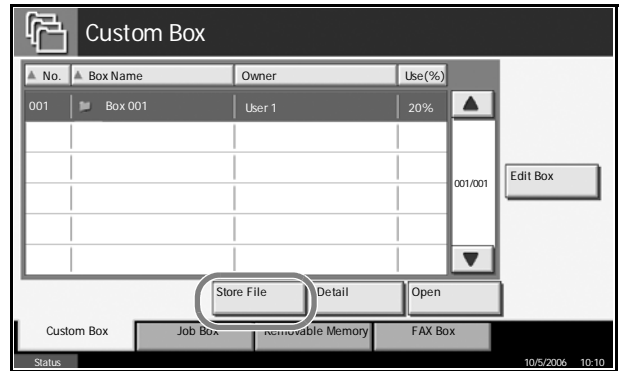 Custom Box
No. Box Name Owner Use(%)
001 Box 001 User 1 20%
001/001
Edit Box
Store File Detail Open
Custom Box Job Box Removable Memory FAX Box
Status 10/5/2006 10:10